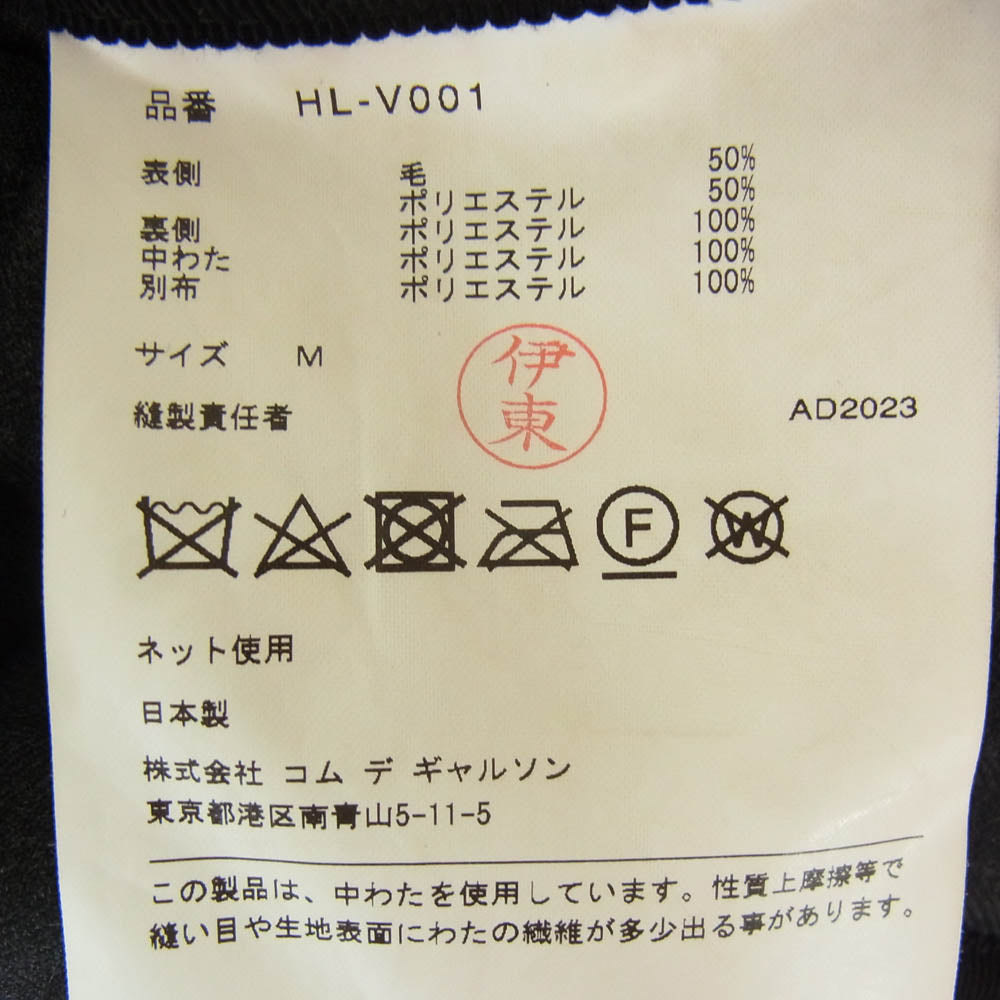 品番 HL-V001
表側 毛 50%
ポリエステル 50%
裏側 ポリエステル 100%
中わた ポリエステル 100%
別布 ポリエステル 100%
サイズ M
縫製責任者 伊東 AD2023
F W
ネット使用
日本製
株式会社 コム デ ギャルソン
東京都港区南青山5-11-5
この製品は、中わたを使用しています。性質上摩擦等で
縫い目や生地表面にわたの繊維が多少出る事があります。